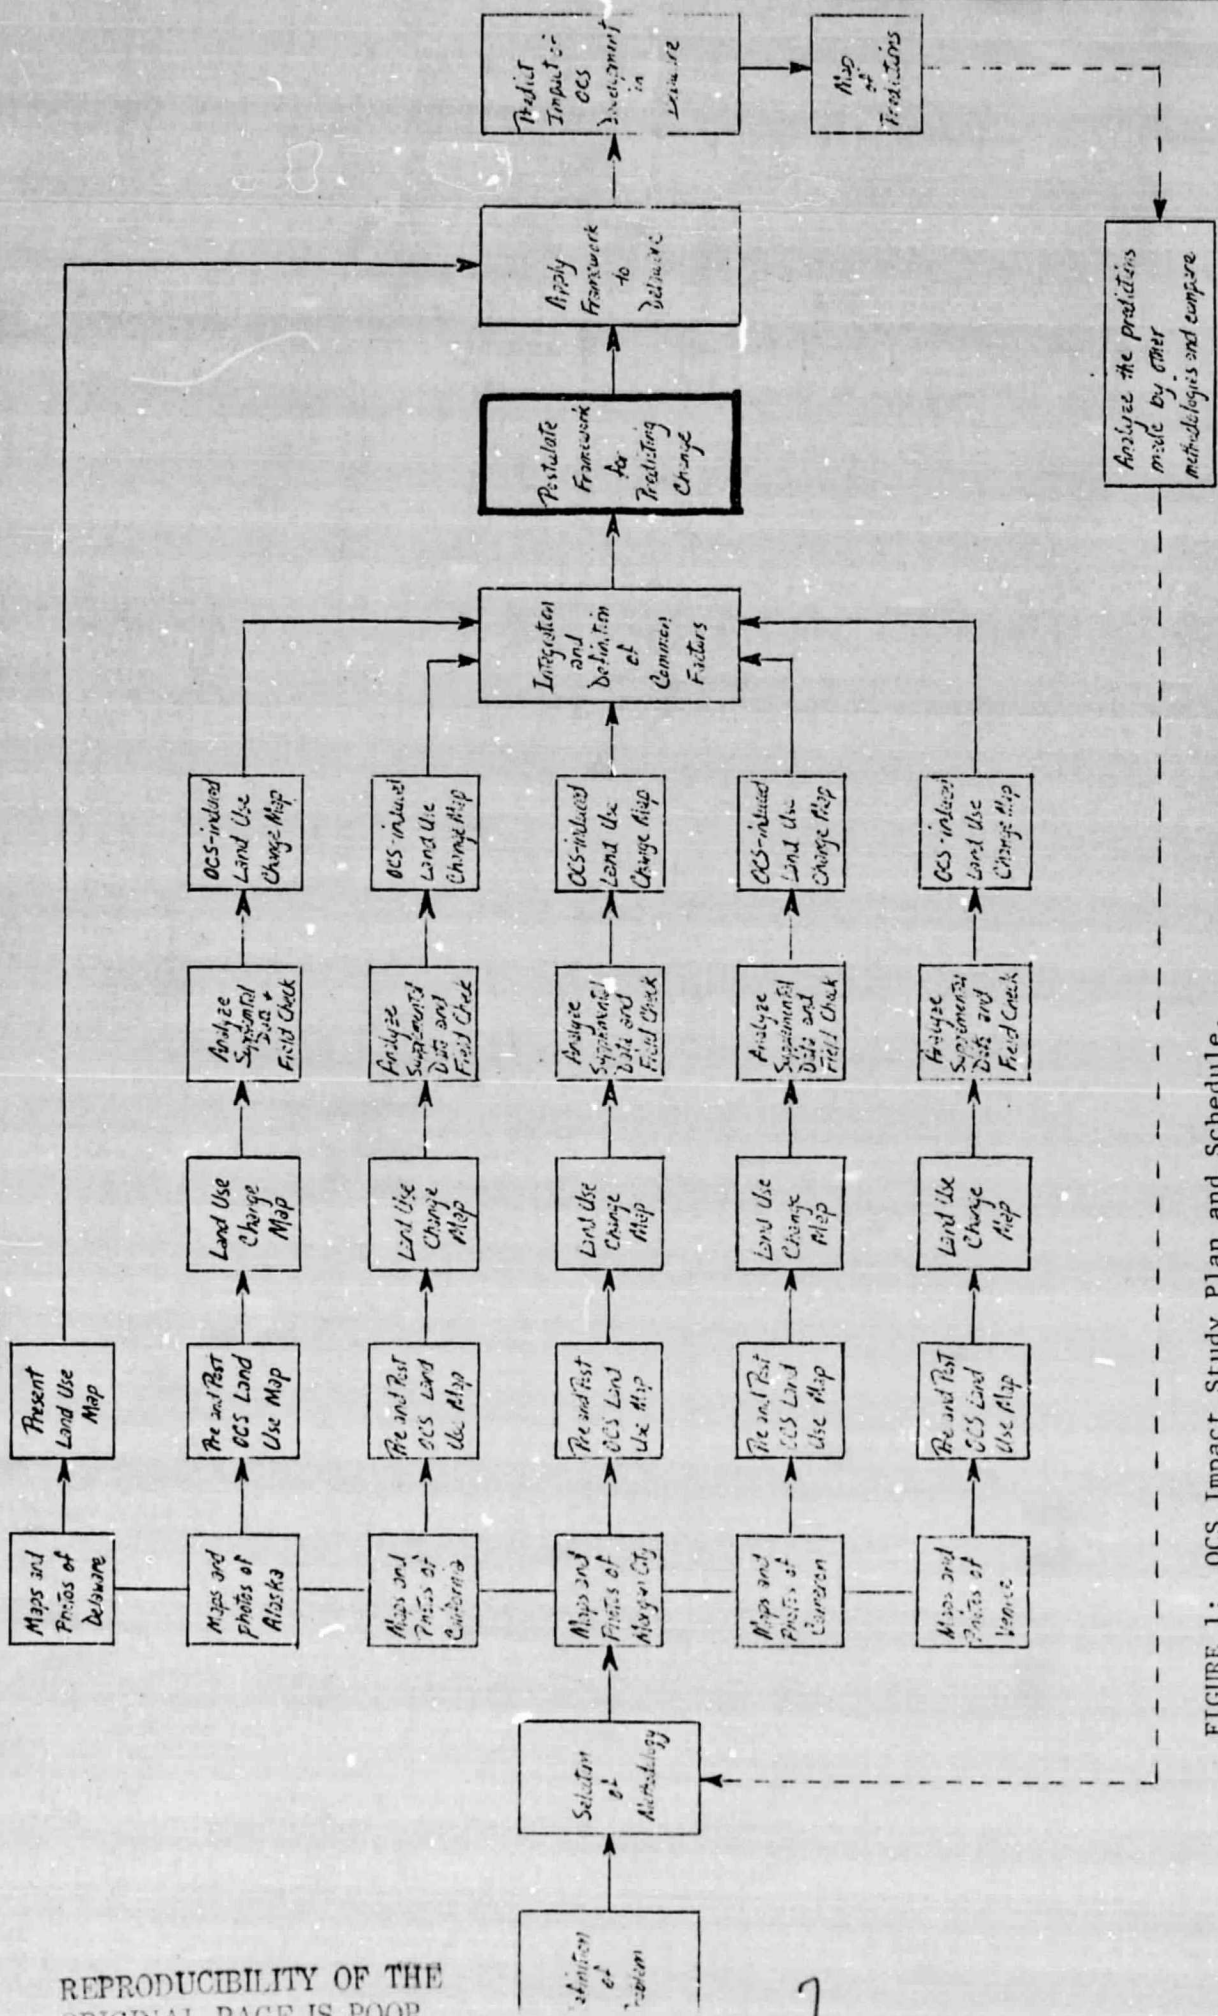 of
Selection
of
Methodology
Maps and
Photos of
Delaware
Maps and
photos of
Alaska
Maps and
Photos of
California
Maps and
Photos of
Morgan City
Maps and
Photos of
Cameron
Maps and
Photos of
Venice
Present
Land Use
Map
Pre and Post
OCS Land
Use Map
Pre and Post
OCS Land
Use Map
Pre and Post
OCS Land
Use Map
Pre and Post
OCS Land
Use Map
Pre and Post
OCS Land
Use Map
Land Use
Change
Map
Land Use
Change
Map
Land Use
Change
Map
Land Use
Change
Map
Land Use
Change
Map
Analyze
Supplemental
Data +
Field Check
Analyze
Supplemental
Data and
Field Check
Analyze
Supplemental
Data and
Field Check
Analyze
Supplemental
Data and
Field Check
Analyze
Supplemental
Data and
Field Check
OCS-induced
Land Use
Change Map
OCS-induced
Land Use
Change Map
OCS-induced
Land Use
Change Map
OCS-induced
Land Use
Change Map
OCS-induced
Land Use
Change Map
Integration
and
Definition
of
Common
Factors
Postulate
Framework
for
Predicting
Change
Apply
Framework
to
Delaware
Predict
Impact of
OCS
Development
in
Map
of
Predictions
Analyze the predictions
made by other
methodologies and compare
FIGURE 1: OCS Impact Study Plan and Schedule.
REPRODUCIBILITY OF THE
ORIGINAL PAGE IS POOR
7